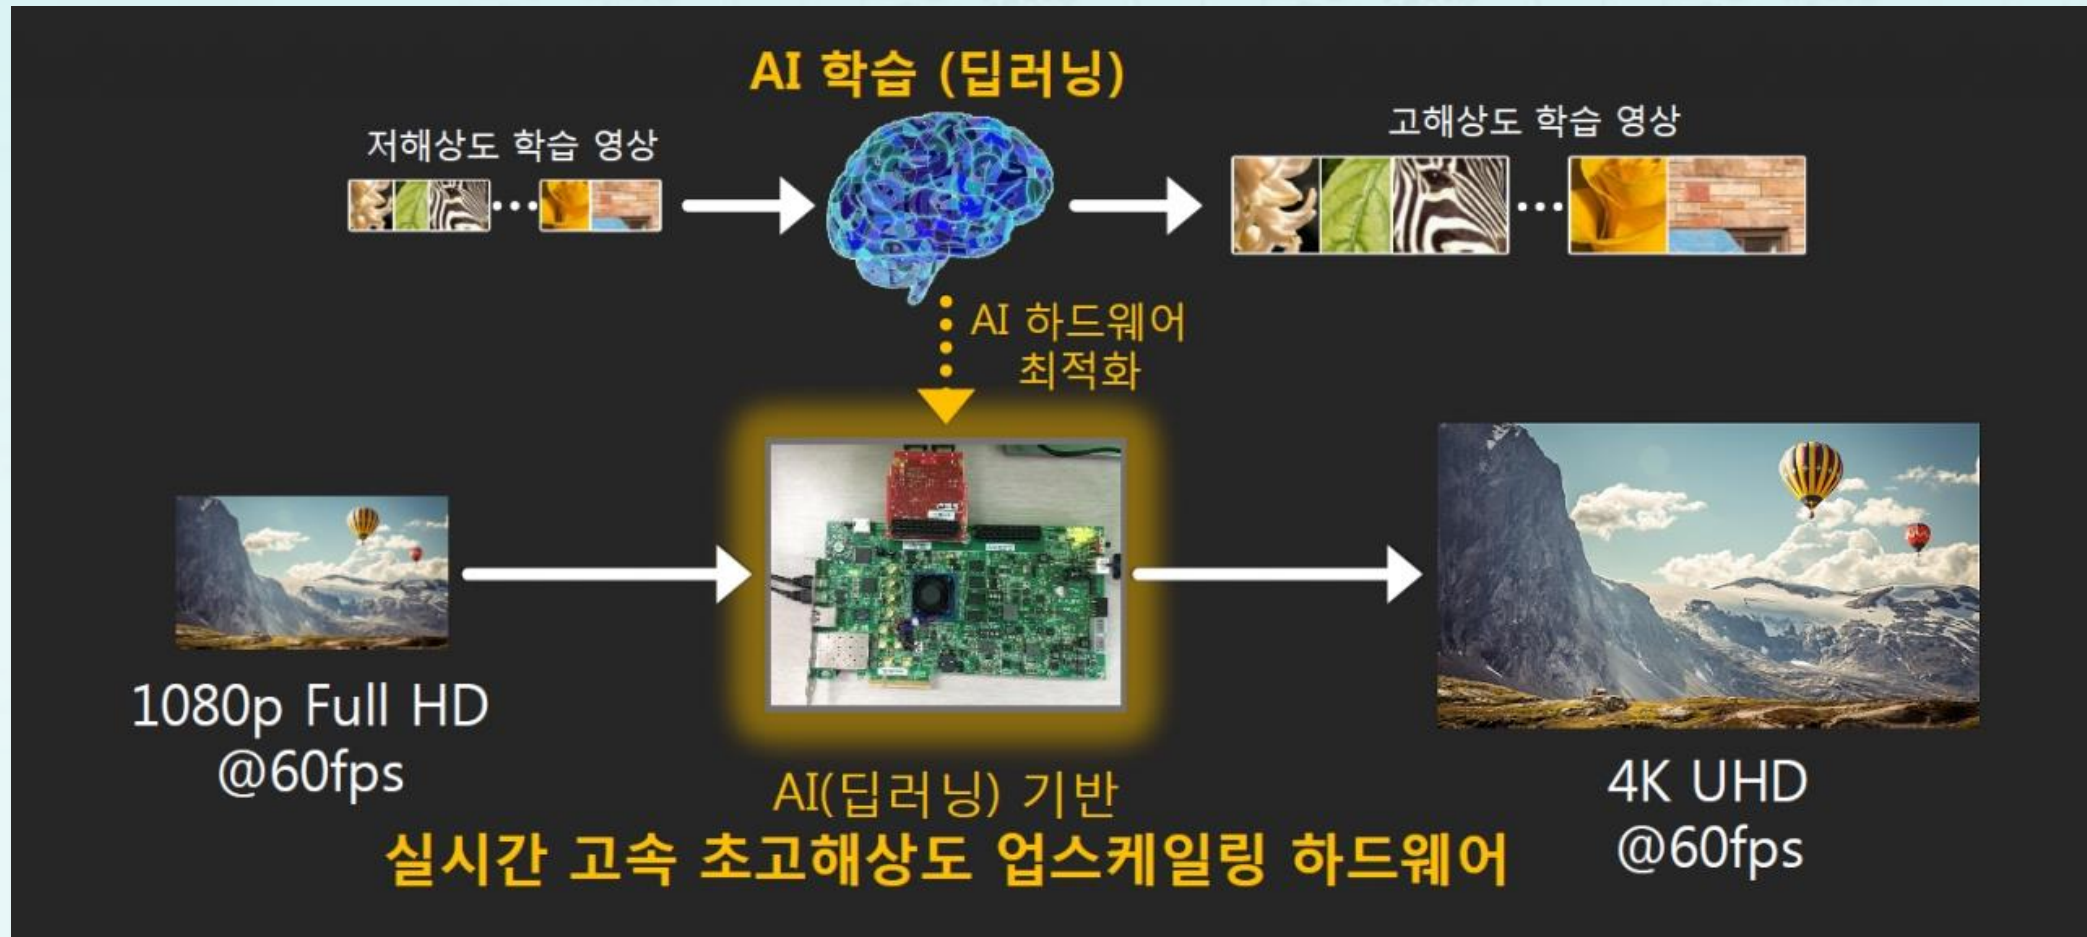 AI 학습 (딥러닝)
저해상도 학습 영상
고해상도 학습 영상
AI 하드웨어
최적화
1080p Full HD
@60fps
AI(딥러닝) 기반
실시간 고속 초고해상도 업스케일링 하드웨어
4K UHD
@60fps